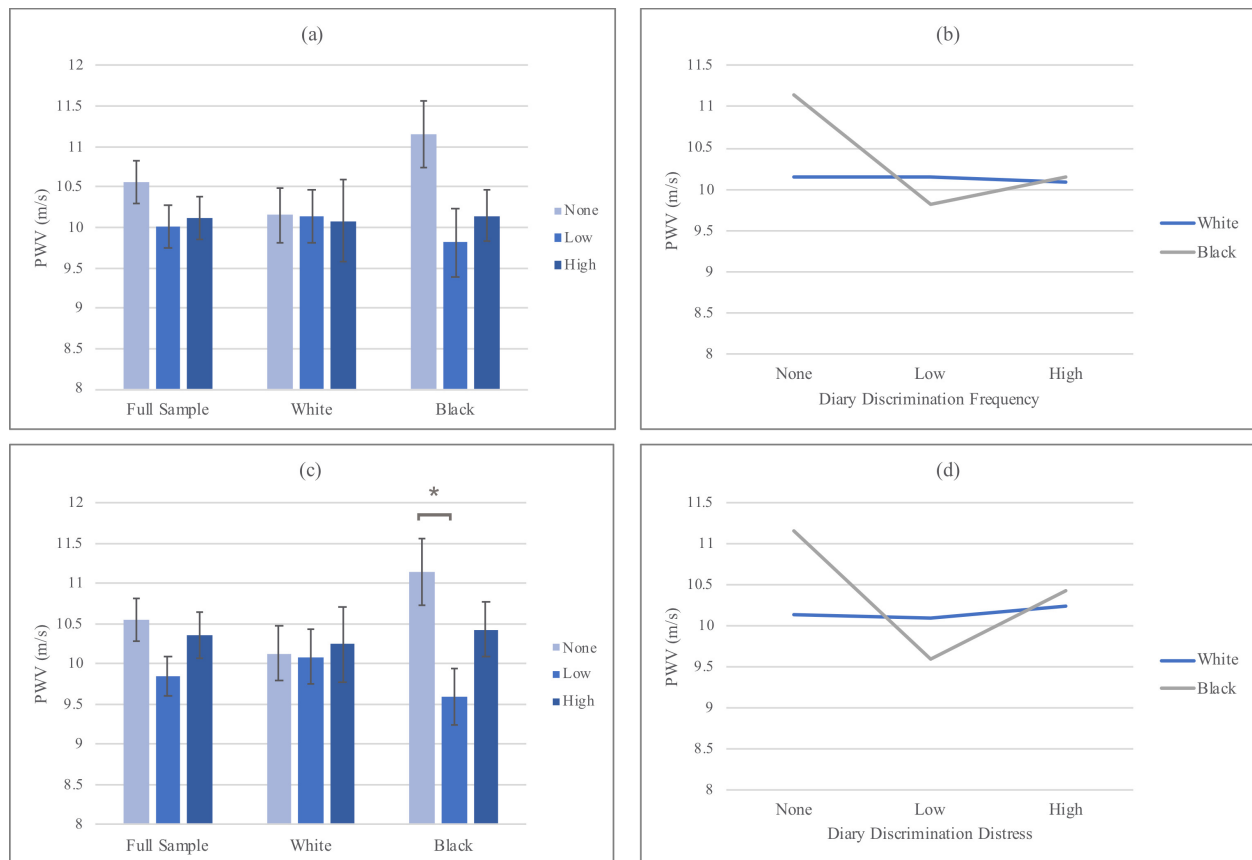 (a)
12
11.5
11
10.5
10
9.5
9
8.5
8
PWV (m/s)
Full Sample White Black
None
Low
High
(b)
11.5
11
10.5
10
9.5
9
8.5
8
PWV (m/s)
None Low High
Diary Discrimination Frequency
White
Black
(c)
12
11.5
11
10.5
10
9.5
9
8.5
8
PWV (m/s)
*
Full Sample White Black
None
Low
High
(d)
11.5
11
10.5
10
9.5
9
8.5
8
PWV (m/s)
None Low High
Diary Discrimination Distress
White
Black